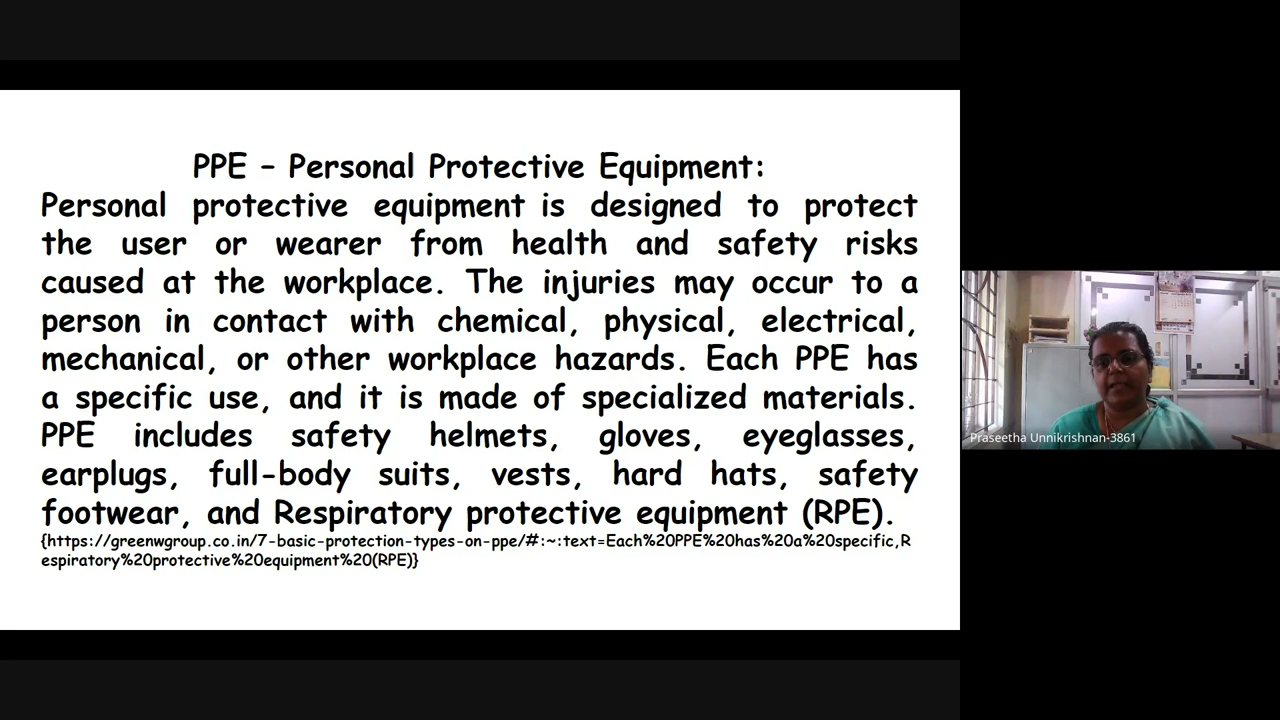 PPE – Personal Protective Equipment:
Personal protective equipment is designed to protect
the user or wearer from health and safety risks
caused at the workplace. The injuries may occur to a
person in contact with chemical, physical, electrical,
mechanical, or other workplace hazards. Each PPE has
a specific use, and it is made of specialized materials.
PPE includes safety helmets, gloves, eyeglasses,
earplugs, full-body suits, vests, hard hats, safety
footwear, and Respiratory protective equipment (RPE).
{https://greenwgroup.co.in/7-basic-protection-types-on-ppe/#:~:text=Each%20PPE%20has%20a%20specific,R
espiratory%20protective%20equipment%20(RPE)}
Praseetha Unnikrishnan-3861